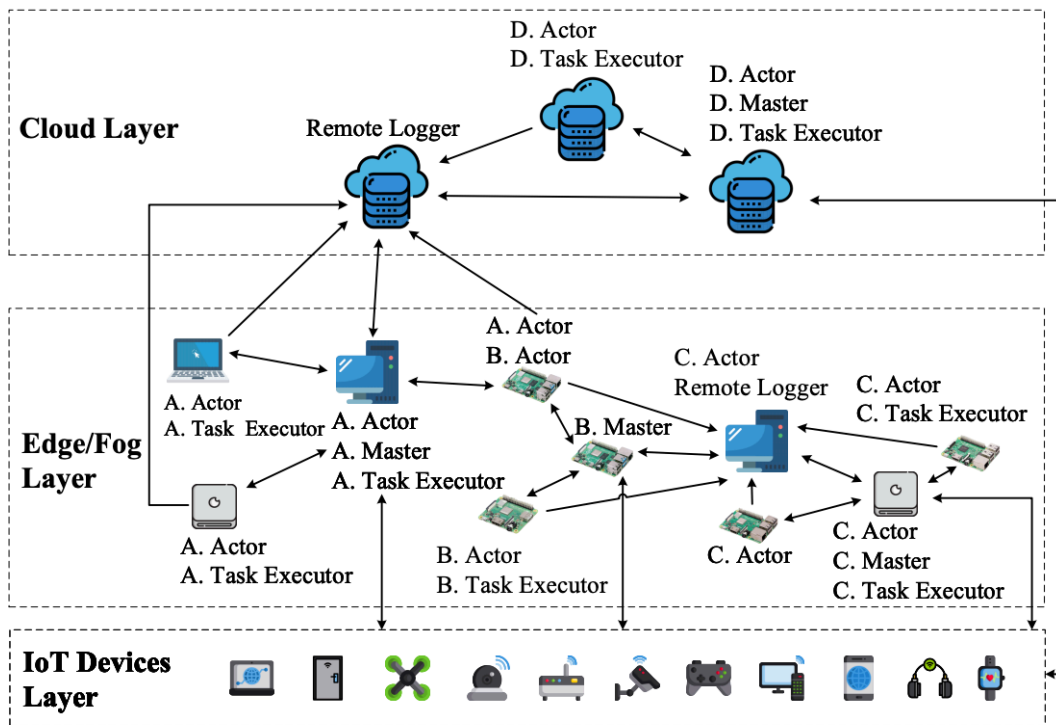 D. Actor
D. Task Executor
D. Actor
D. Master
D. Task Executor
Cloud Layer
Remote Logger
A. Actor
B. Actor
C. Actor
Remote Logger
C. Actor
C. Task Executor
A. Actor
A. Task Executor
A. Actor
A. Master
A. Task Executor
B. Master
Edge/Fog
Layer
A. Actor
A. Task Executor
B. Actor
B. Task Executor
C. Actor
C. Actor
C. Master
C. Task Executor
IoT Devices
Layer